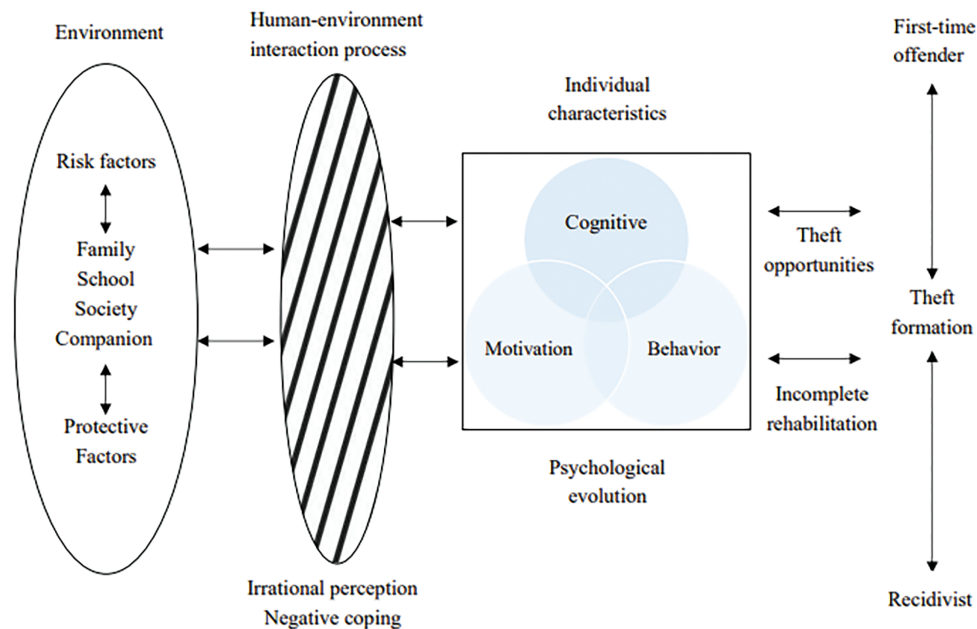 Environment
Risk factors
Family
School
Society
Companion
Protective
Factors
Human-environment
interaction process
Irrational perception
Negative coping
Individual
characteristics
Cognitive
Motivation
Behavior
Psychological
evolution
Theft
opportunities
Incomplete
rehabilitation
First-time
offender
Theft
formation
Recidivist